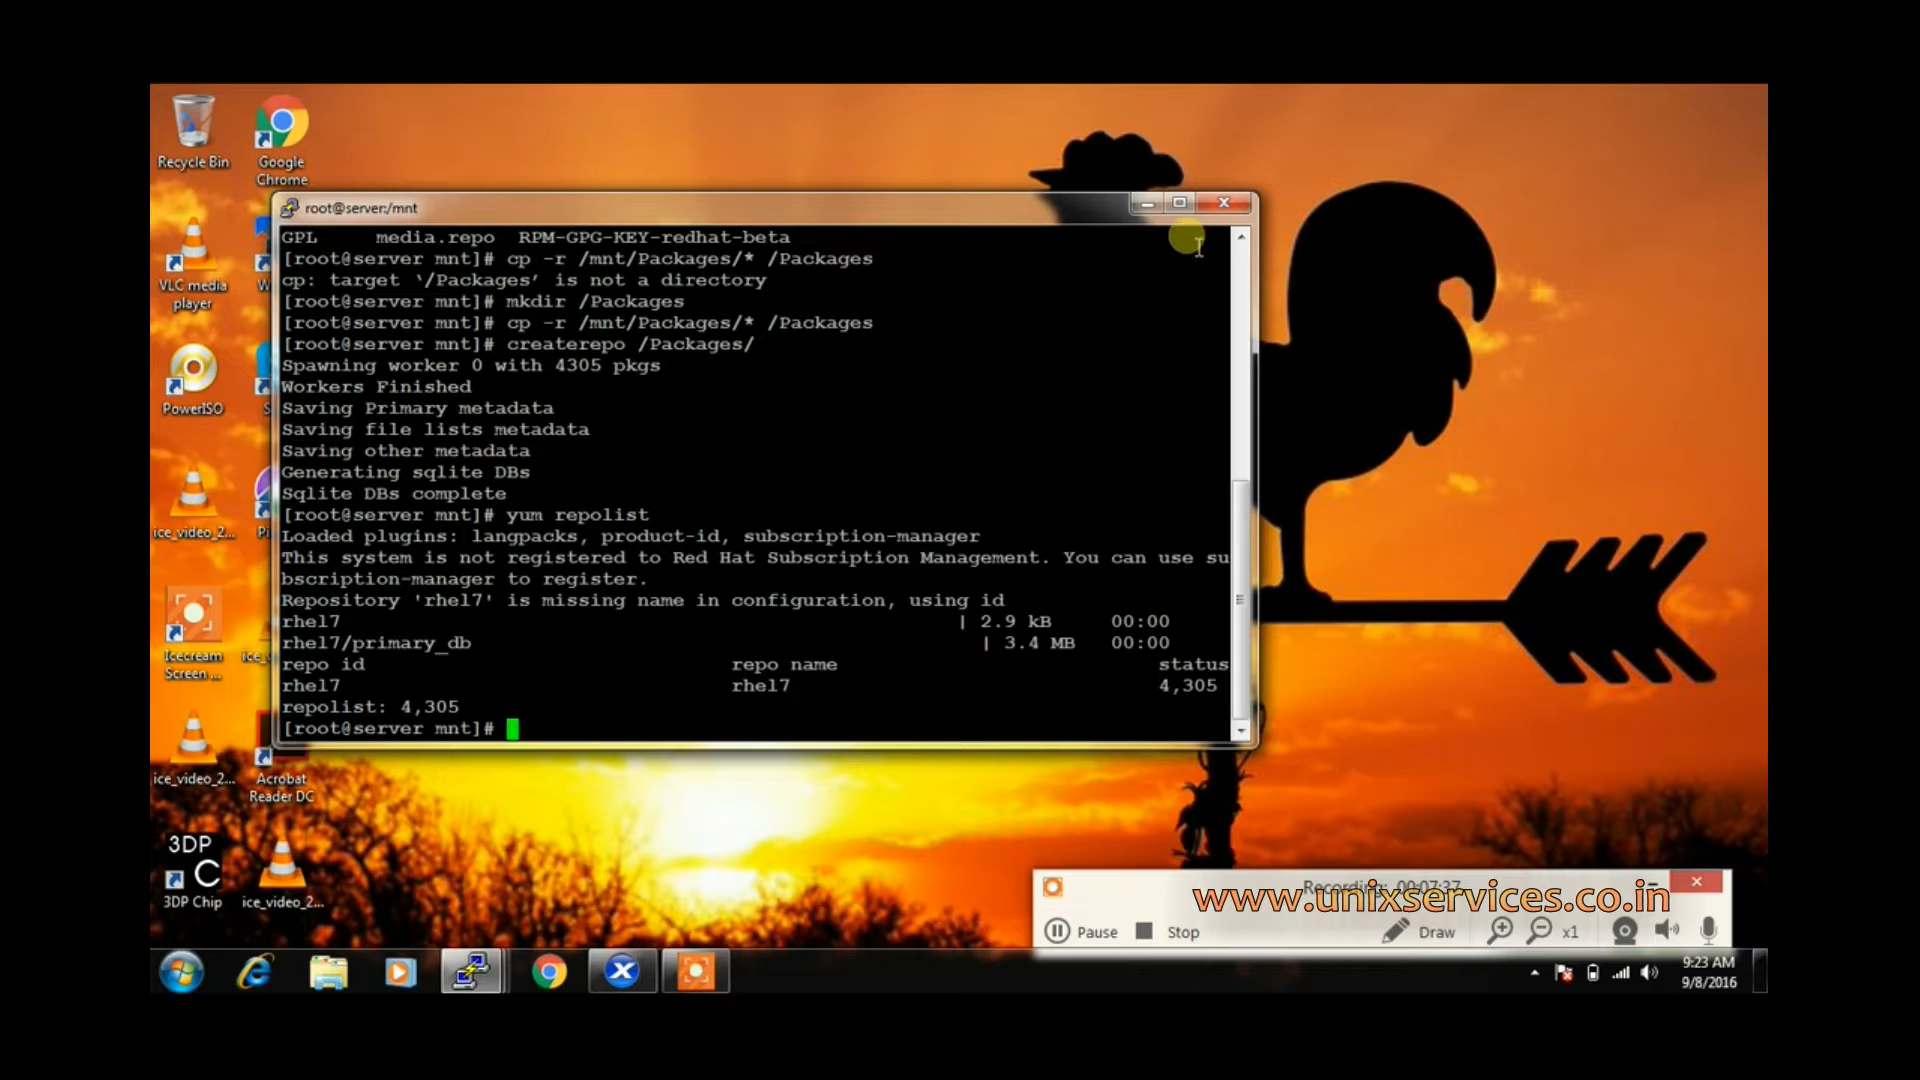 Recycle Bin
Google
Chrome
VLC media
player
PowerISO
ice_video_2...
Icecream
Screen ...
ice_video_2...
Acrobat
Reader DC
3DP
C
3DP Chip
ice_video_2...
root@server:/mnt
GPL media.repo RPM-GPG-KEY-redhat-beta
[root@server mnt]# cp -r /mnt/Packages/* /Packages
cp: target ‘/Packages’ is not a directory
[root@server mnt]# mkdir /Packages
[root@server mnt]# cp -r /mnt/Packages/* /Packages
[root@server mnt]# createrepo /Packages/
Spawning worker 0 with 4305 pkgs
Workers Finished
Saving Primary metadata
Saving file lists metadata
Saving other metadata
Generating sqlite DBs
Sqlite DBs complete
[root@server mnt]# yum repolist
Loaded plugins: langpacks, product-id, subscription-manager
This system is not registered to Red Hat Subscription Management. You can use su
bscription-manager to register.
Repository 'rhel7' is missing name in configuration, using id
rhel7 | 2.9 kB 00:00
rhel7/primary_db | 3.4 MB 00:00
repo id repo name status
rhel7 rhel7 4,305
repolist: 4,305
[root@server mnt]#
Recording: 00:07:37
www.unixservices.co.in
Pause Stop Draw x1
9:23 AM
9/8/2016